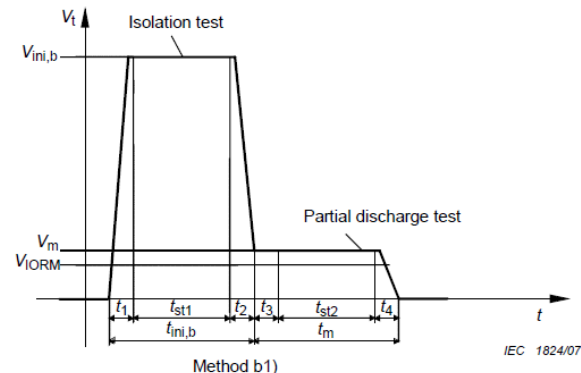 Vt
Isolation test
Vini,b
Partial discharge test
Vm
VIORM
t1 tst1 t2 t3 tst2 t4
t
tini,b tm
IEC 1824/07
Method b1)